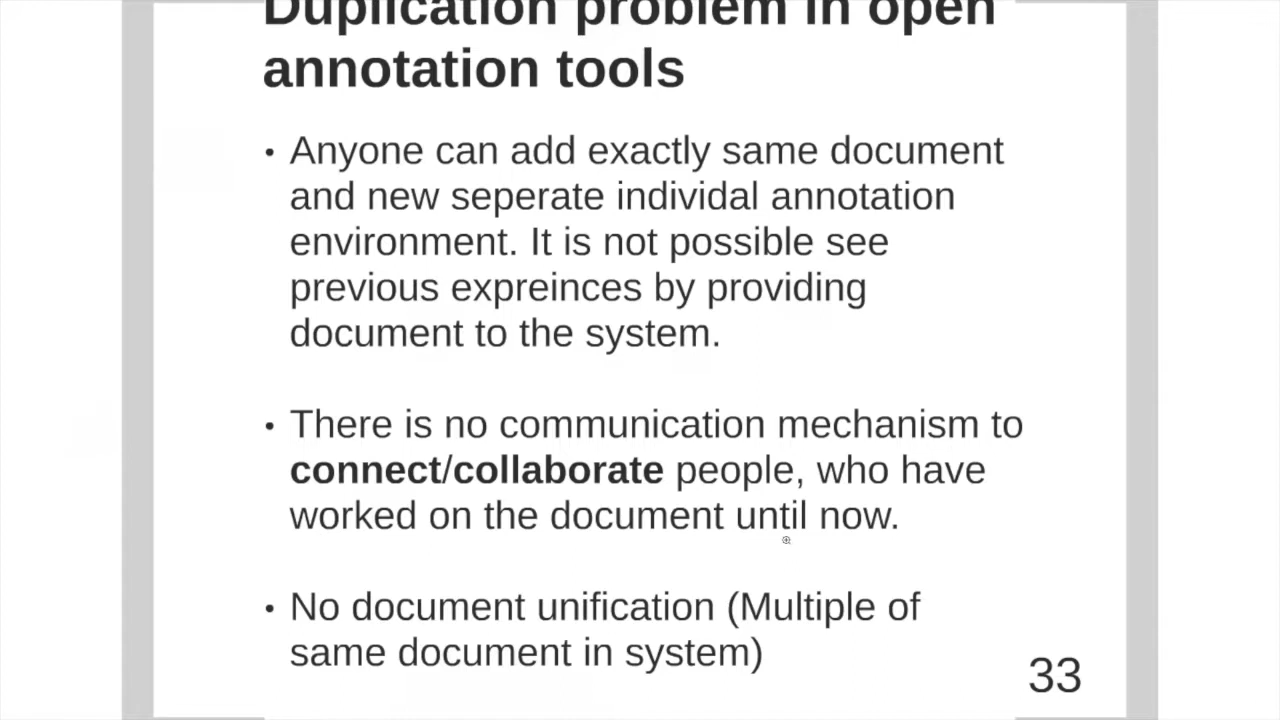 Duplication problem in open
annotation tools
• Anyone can add exactly same document
and new seperate individal annotation
environment. It is not possible see
previous expreinces by providing
document to the system.
• There is no communication mechanism to
connect/collaborate people, who have
worked on the document until now.
• No document unification (Multiple of
same document in system)
33